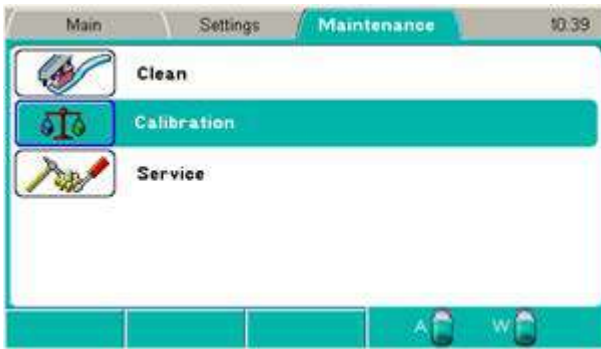 Main Settings Maintenance 10:39
Clean
Calibration
Service
A W